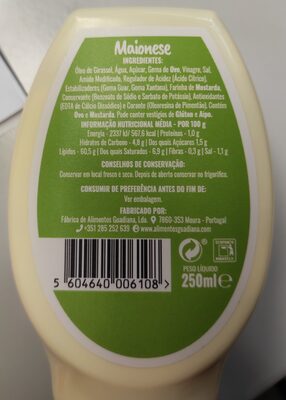 Maionese
INGREDIENTES:
Óleo de Girassol, Água, Açúcar, Gema de Ovo, Vinagre, Sal,
Amido Modificado, Regulador de Acidez (Ácido Cítrico),
Estabilizadores (Goma Guar, Goma Xantana), Farinha de Mostarda,
Conservante (Benzoato de Sódio e Sorbato de Potássio), Antioxidantes
(EDTA de Cálcio Dissódico) e Corante (Oleoresina de Pimentão). Contém
Ovo e Mostarda. Pode conter vestígios de Glúten e Aipo.
INFORMAÇÃO NUTRICIONAL MÉDIA - POR 100 g
Energia - 2337 kJ/ 567,6 kcal | Proteínas - 1,0 g
Hidratos de Carbono - 4,8 g | Dos quais Açúcares 1,5 g
Lípidos - 60,5 g | Dos quais Saturados - 6,9 g | Fibras - 0,3 g | Sal - 1,1 g
CONSELHOS DE CONSERVAÇÃO:
Conservar em local fresco e seco. Depois de aberto conservar no frigorífico.
CONSUMIR DE PREFERÊNCIA ANTES DO FIM DE:
Ver embalagem.
FABRICADO POR:
Fábrica de Alimentos Guadiana, Lda. 7860-353 Moura - Portugal
+351 285 252 639 www.alimentosgsadiana.com
5 604640 006108 >
PESO LÍQUIDO
250ml e